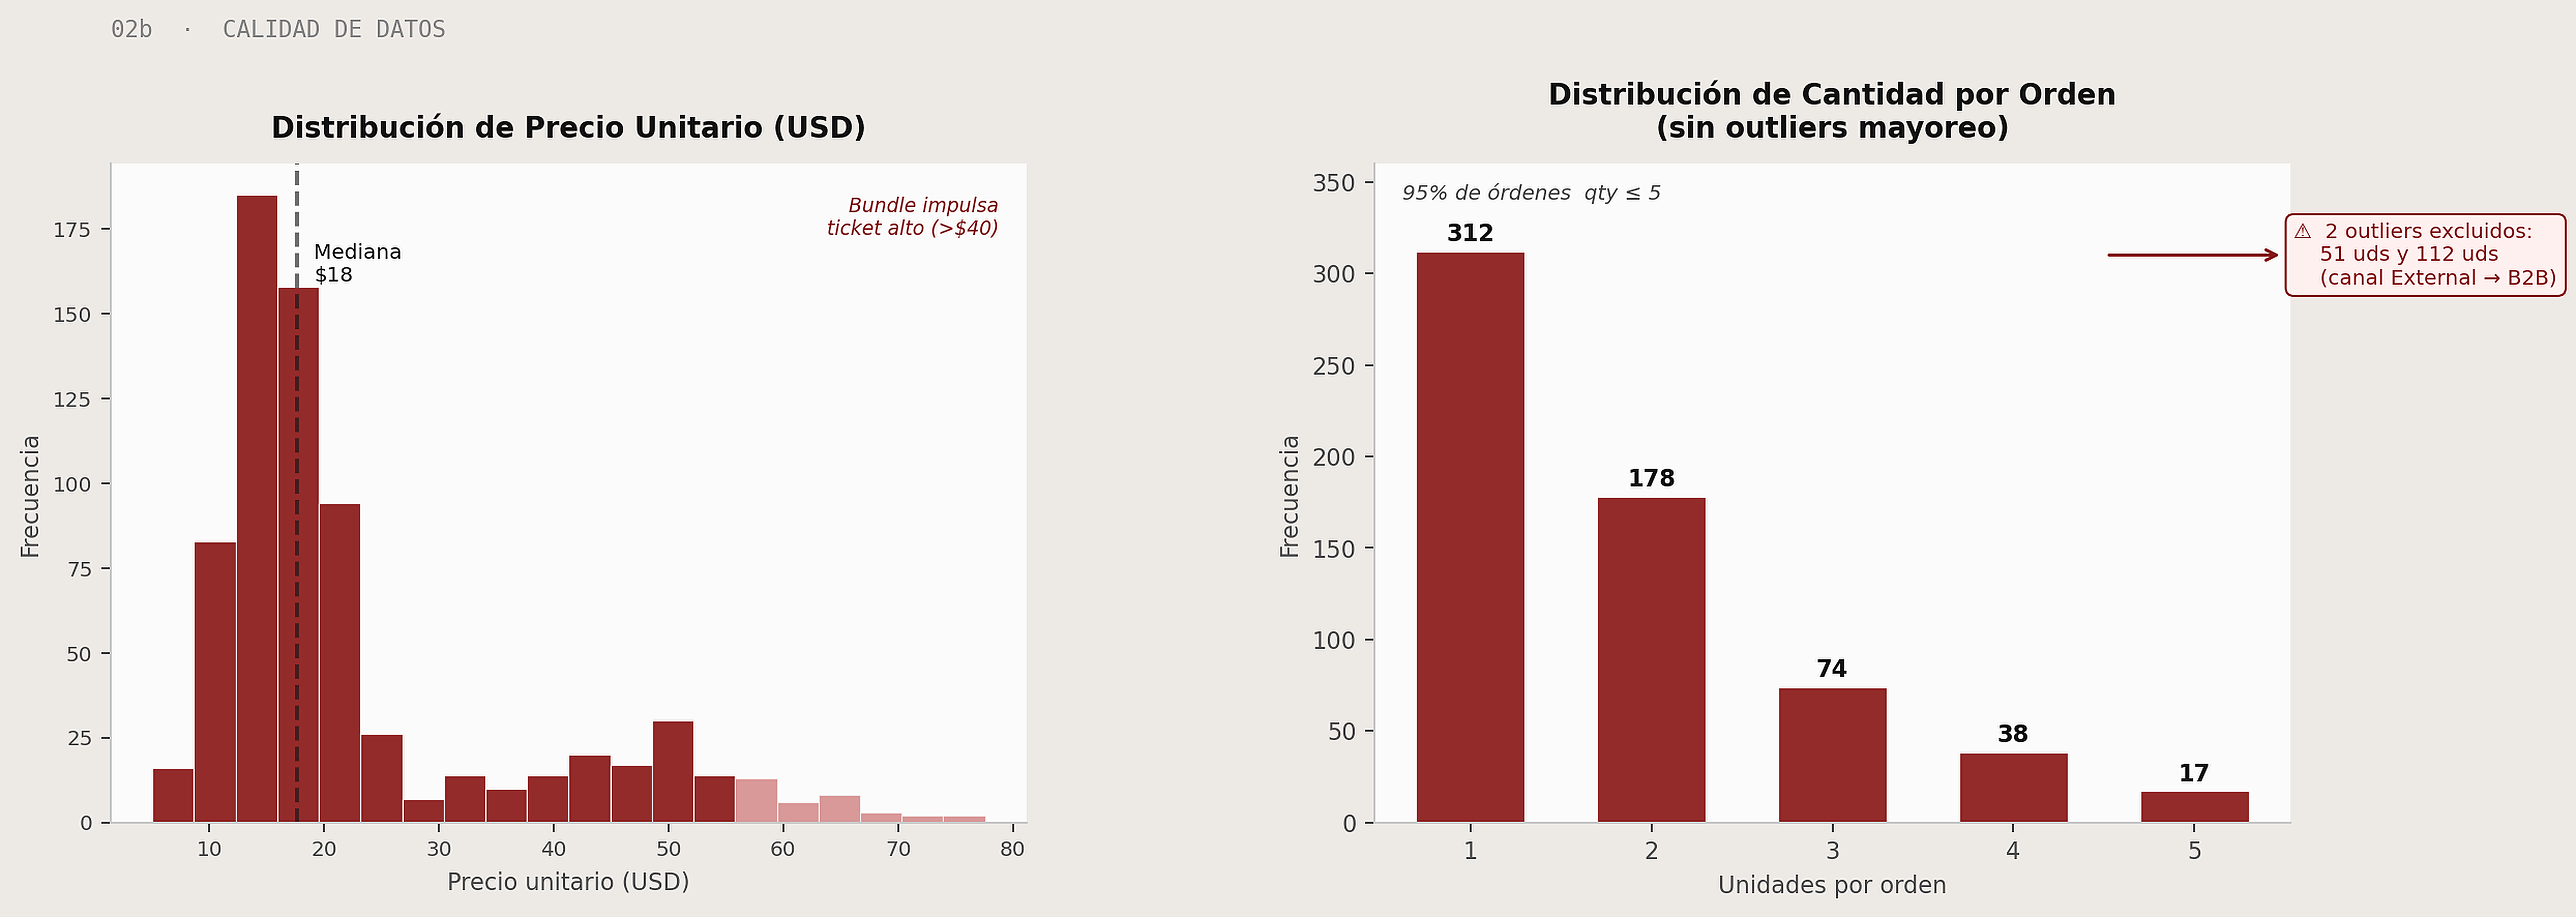 02b · CALIDAD DE DATOS
Distribución de Precio Unitario (USD)
Frecuencia
175
150
125
100
75
50
25
0
Mediana
$18
Bundle impulsa
ticket alto (>$40)
10 20 30 40 50 60 70 80
Precio unitario (USD)
Distribución de Cantidad por Orden
(sin outliers mayoreo)
Frecuencia
350
300
250
200
150
100
50
0
95% de órdenes qty ≤ 5
312
178
74
38
17
⚠ 2 outliers excluidos:
51 uds y 112 uds
(canal External → B2B)
1 2 3 4 5
Unidades por orden